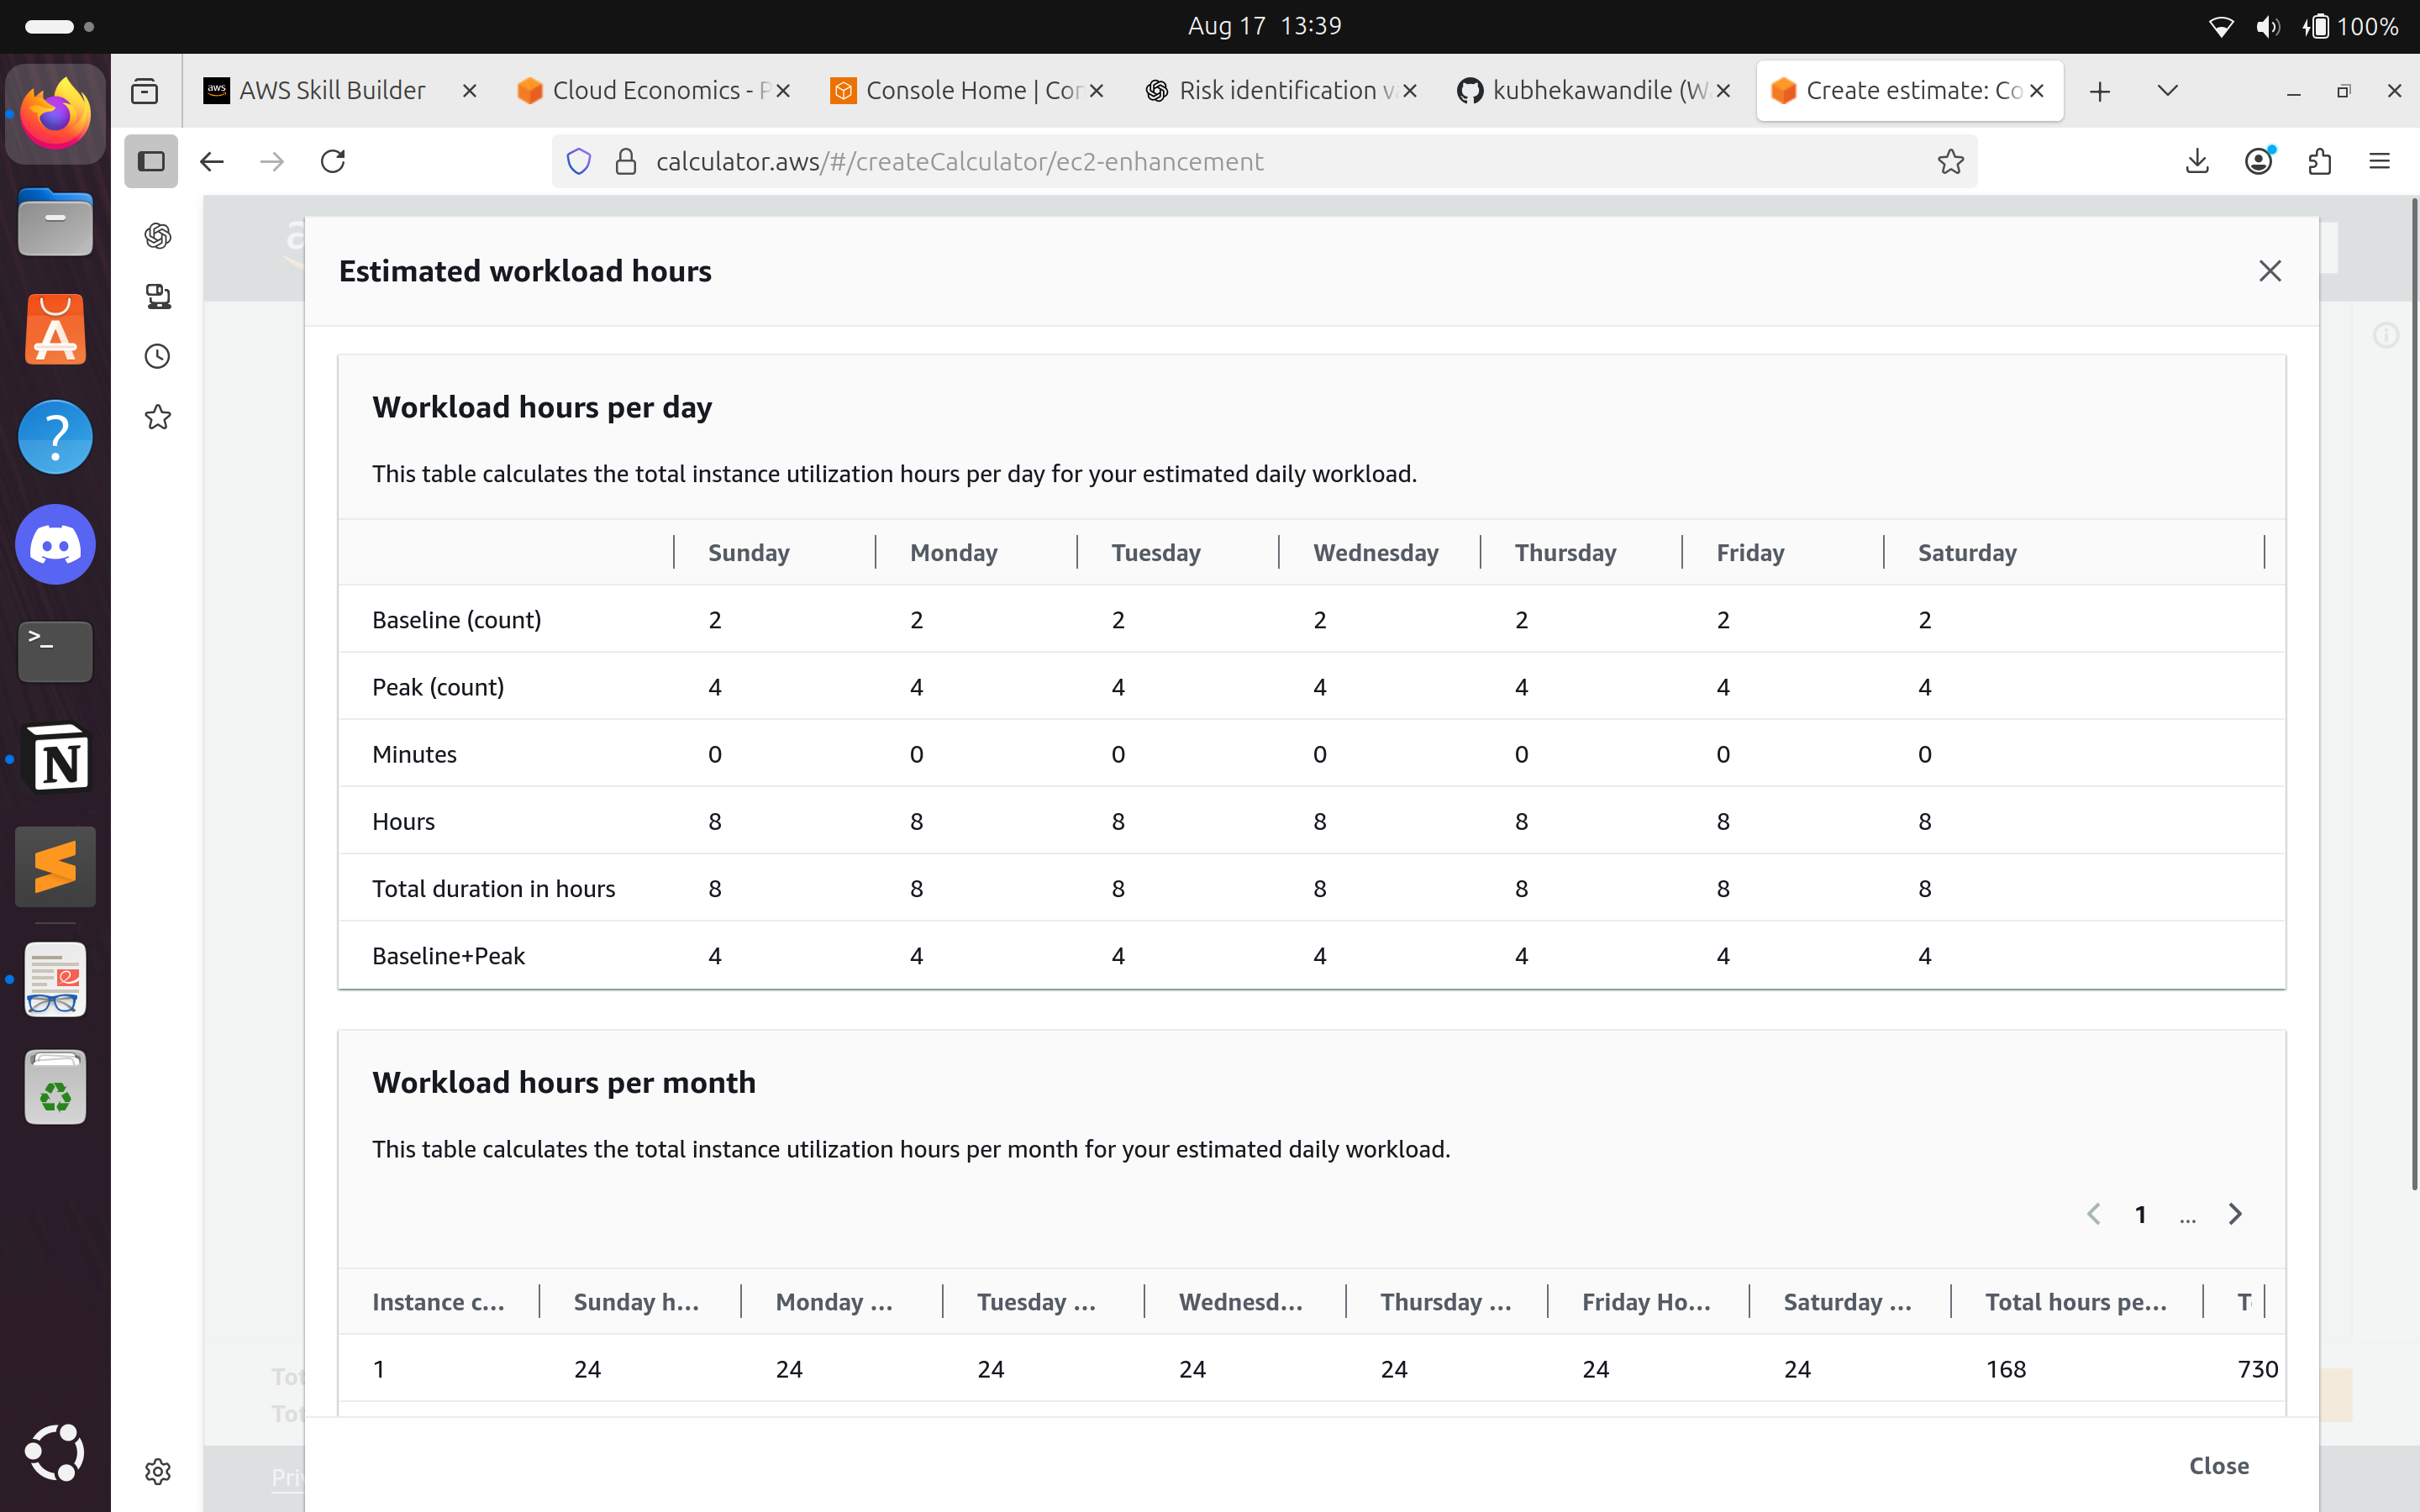 Aug 17 13:39
100%
AWS Skill Builder
Cloud Economics - P
Console Home | Con
Risk identification v
kubhekawandile (W
Create estimate: Co
calculator.aws/#/createCalculator/ec2-enhancement
Estimated workload hours
Workload hours per day
This table calculates the total instance utilization hours per day for your estimated daily workload.
Sunday Monday Tuesday Wednesday Thursday Friday Saturday
Baseline (count) 2 2 2 2 2 2 2
Peak (count) 4 4 4 4 4 4 4
Minutes 0 0 0 0 0 0 0
Hours 8 8 8 8 8 8 8
Total duration in hours 8 8 8 8 8 8 8
Baseline+Peak 4 4 4 4 4 4 4
Workload hours per month
This table calculates the total instance utilization hours per month for your estimated daily workload.
1 ...
Instance c... Sunday h... Monday ... Tuesday ... Wednesd... Thursday ... Friday Ho... Saturday ... Total hours pe... T
1 24 24 24 24 24 24 24 168 730
Tot
Tot
Close
Pri